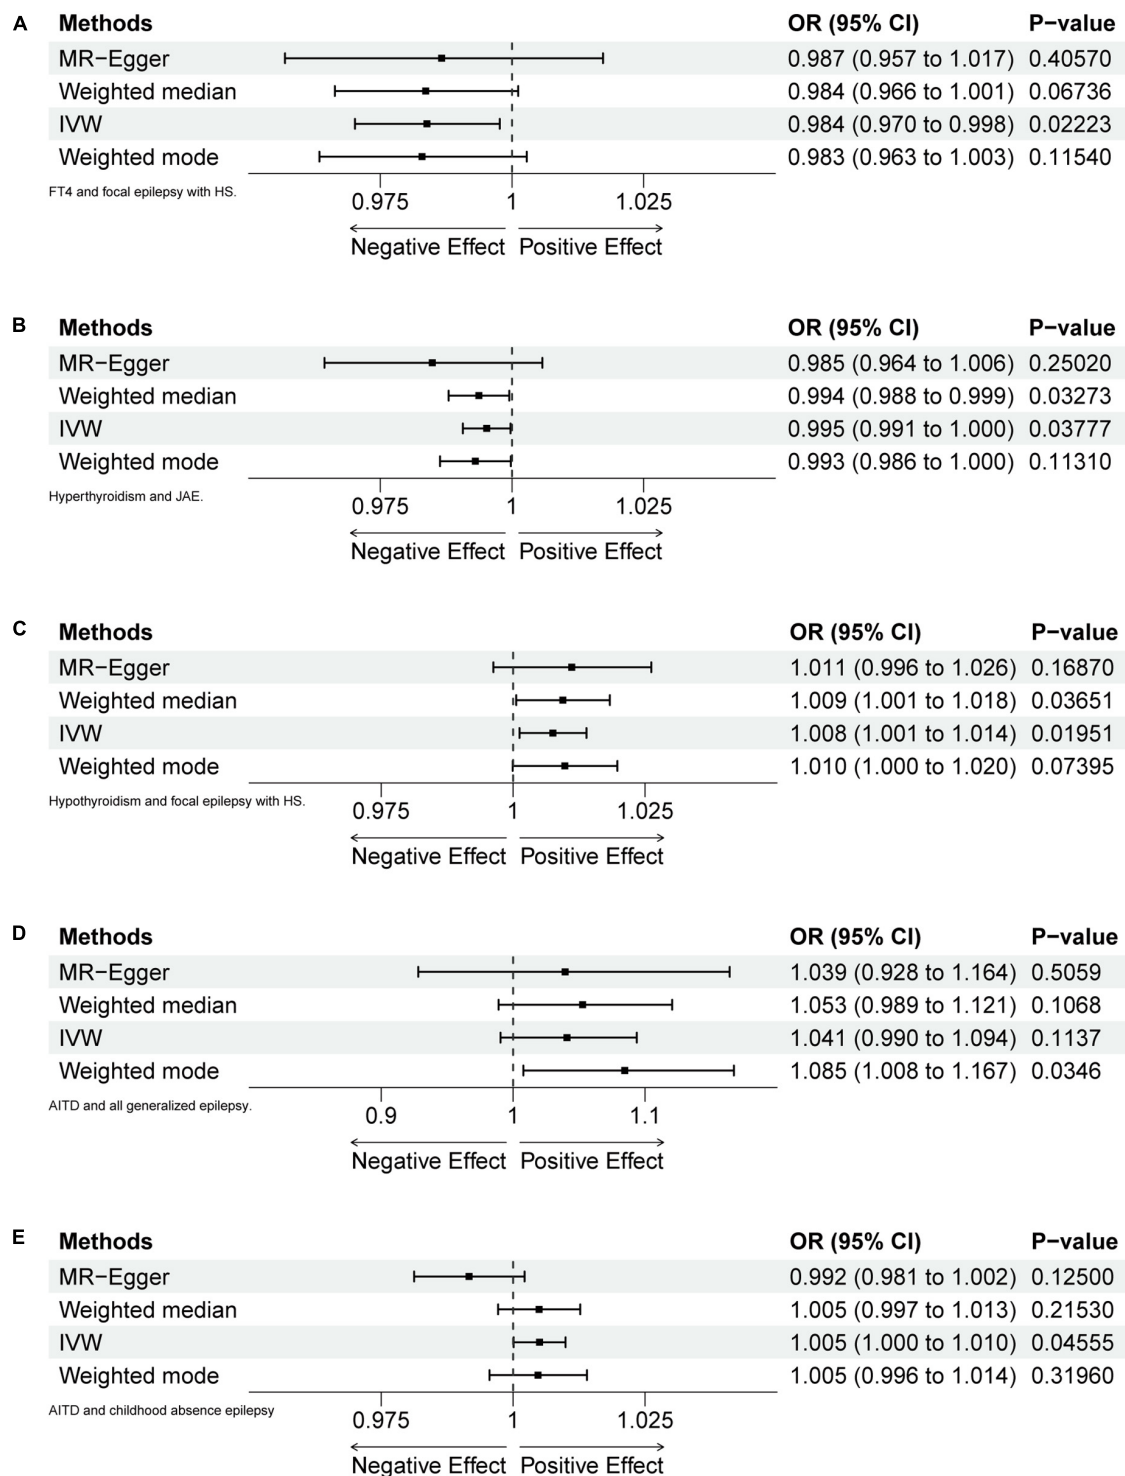 A Methods OR (95% CI) P−value
MR−Egger 0.987 (0.957 to 1.017) 0.40570
Weighted median 0.984 (0.966 to 1.001) 0.06736
IVW 0.984 (0.970 to 0.998) 0.02223
Weighted mode 0.983 (0.963 to 1.003) 0.11540
FT4 and focal epilepsy with HS.
0.975 1 1.025
Negative Effect Positive Effect
B Methods OR (95% CI) P−value
MR−Egger 0.985 (0.964 to 1.006) 0.25020
Weighted median 0.994 (0.988 to 0.999) 0.03273
IVW 0.995 (0.991 to 1.000) 0.03777
Weighted mode 0.993 (0.986 to 1.000) 0.11310
Hyperthyroidism and JAE.
0.975 1 1.025
Negative Effect Positive Effect
C Methods OR (95% CI) P−value
MR−Egger 1.011 (0.996 to 1.026) 0.16870
Weighted median 1.009 (1.001 to 1.018) 0.03651
IVW 1.008 (1.001 to 1.014) 0.01951
Weighted mode 1.010 (1.000 to 1.020) 0.07395
Hypothyroidism and focal epilepsy with HS.
0.975 1 1.025
Negative Effect Positive Effect
D Methods OR (95% CI) P−value
MR−Egger 1.039 (0.928 to 1.164) 0.5059
Weighted median 1.053 (0.989 to 1.121) 0.1068
IVW 1.041 (0.990 to 1.094) 0.1137
Weighted mode 1.085 (1.008 to 1.167) 0.0346
AITD and all generalized epilepsy.
0.9 1 1.1
Negative Effect Positive Effect
E Methods OR (95% CI) P−value
MR−Egger 0.992 (0.981 to 1.002) 0.12500
Weighted median 1.005 (0.997 to 1.013) 0.21530
IVW 1.005 (1.000 to 1.010) 0.04555
Weighted mode 1.005 (0.996 to 1.014) 0.31960
AITD and childhood absence epilepsy
0.975 1 1.025
Negative Effect Positive Effect